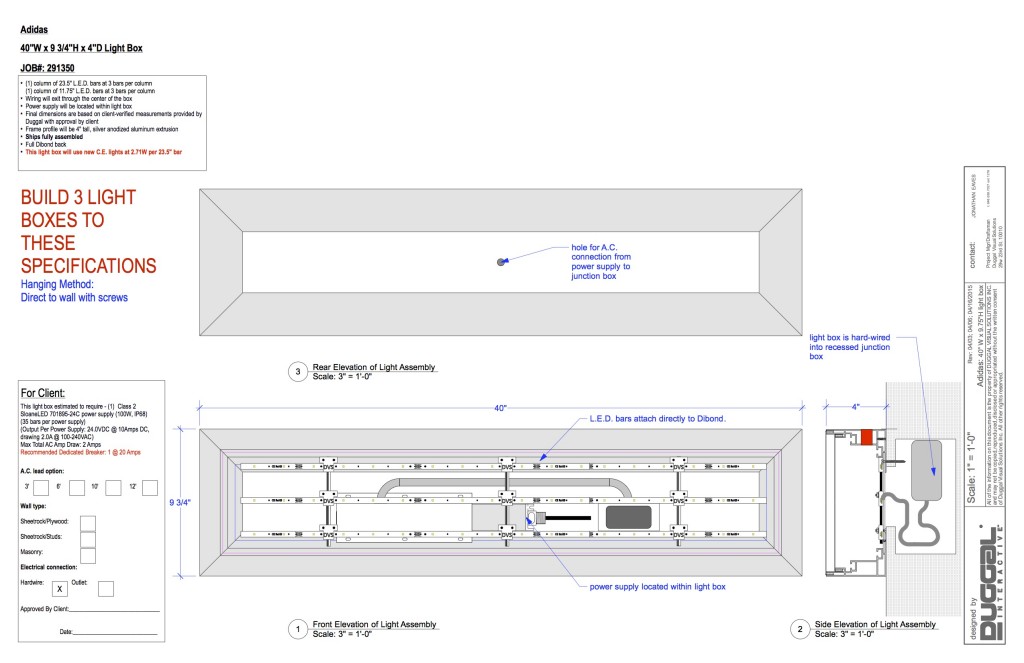 Adidas
40"W x 9 3/4"H x 4"D Light Box
JOB#: 291350
• (1) column of 23.5" L.E.D. bars at 3 bars per column
(1) column of 11.75" L.E.D. bars at 3 bars per column
• Wiring will exit through the center of the box
• Power supply will be located within light box
• Final dimensions are based on client-verified measurements provided by
Duggal with approval by client
• Frame profile will be 4" tall, silver anodized aluminum extrusion
• Ships fully assembled
• Full Dibond back
• This light box will use new C.E. lights at 2.71W per 23.5" bar
BUILD 3 LIGHT
BOXES TO
THESE
SPECIFICATIONS
Hanging Method:
Direct to wall with screws
hole for A.C.
connection from
power supply to
junction box
3
Rear Elevation of Light Assembly
Scale: 3" = 1'-0"
For Client:
This light box estimated to require - (1) Class 2
SloaneLED 701895-24C power supply (100W, IP68)
(35 bars per power supply)
(Output Per Power Supply: 24.0VDC @ 10Amps DC,
drawing 2.0A @ 100-240VAC)
Max Total AC Amp Draw: 2 Amps
Recommended Dedicated Breaker: 1 @ 20 Amps
A.C. lead option:
3' 6' 10' 12'
Wall type:
Sheetrock/Plywood:
Sheetrock/Studs:
Masonry:
Electrical connection:
Hardwire: X Outlet:
Approved By Client:
Date:
40"
L.E.D. bars attach directly to Dibond.
9 3/4"
DVS DVS DVS
DVS DVS DVS
DVS DVS DVS
power supply located within light box
1
Front Elevation of Light Assembly
Scale: 3" = 1'-0"
light box is hard-wired
into recessed junction
box
4"
2
Side Elevation of Light Assembly
Scale: 3" = 1'-0"
contact:
JONATHAN EAVES
Project Mgr/Draftsman
Duggal Visual Solutions
Rev: 04/03; 04/06; 04/16/2015
Adidas: 40" W x 9.75"H light box
Scale: 1" = 1'-0"
All of the information on this document is the property of DUGGAL VISUAL SOLUTIONS INC
and may not be copied, reproduced, disclosed or appropriated without the written consent
of Duggal Visual Solutions Inc. All other rights reserved.
designed by
DUGGAL
INTERACTIVE